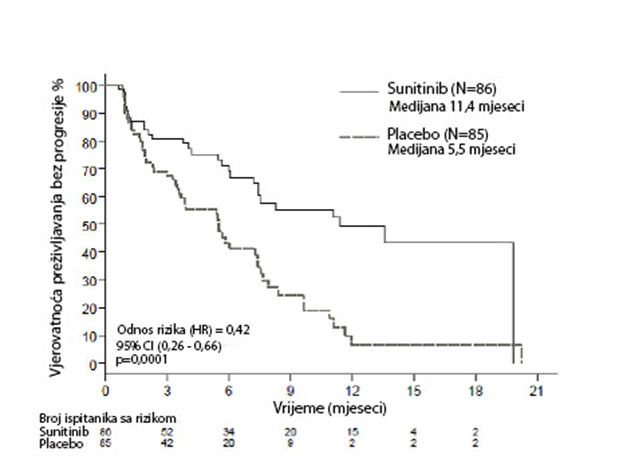 Vjerovatnoća preživljavanja bez progresije %
100
90
80
70
60
50
40
30
20
10
0
Sunitinib (N=86)
Medijana 11,4 mjeseci
Placebo (N=85)
Medijana 5,5 mjeseci
Odnos rizika (HR) = 0,42
95% CI (0,26 - 0,66)
p=0,0001
0 3 6 9 12 15 18 21
Vrijeme (mjeseci)
Broj ispitanika sa rizikom
Sunitinib 86 52 34 20 15 4 2
Placebo 85 42 20 9 2 2 2